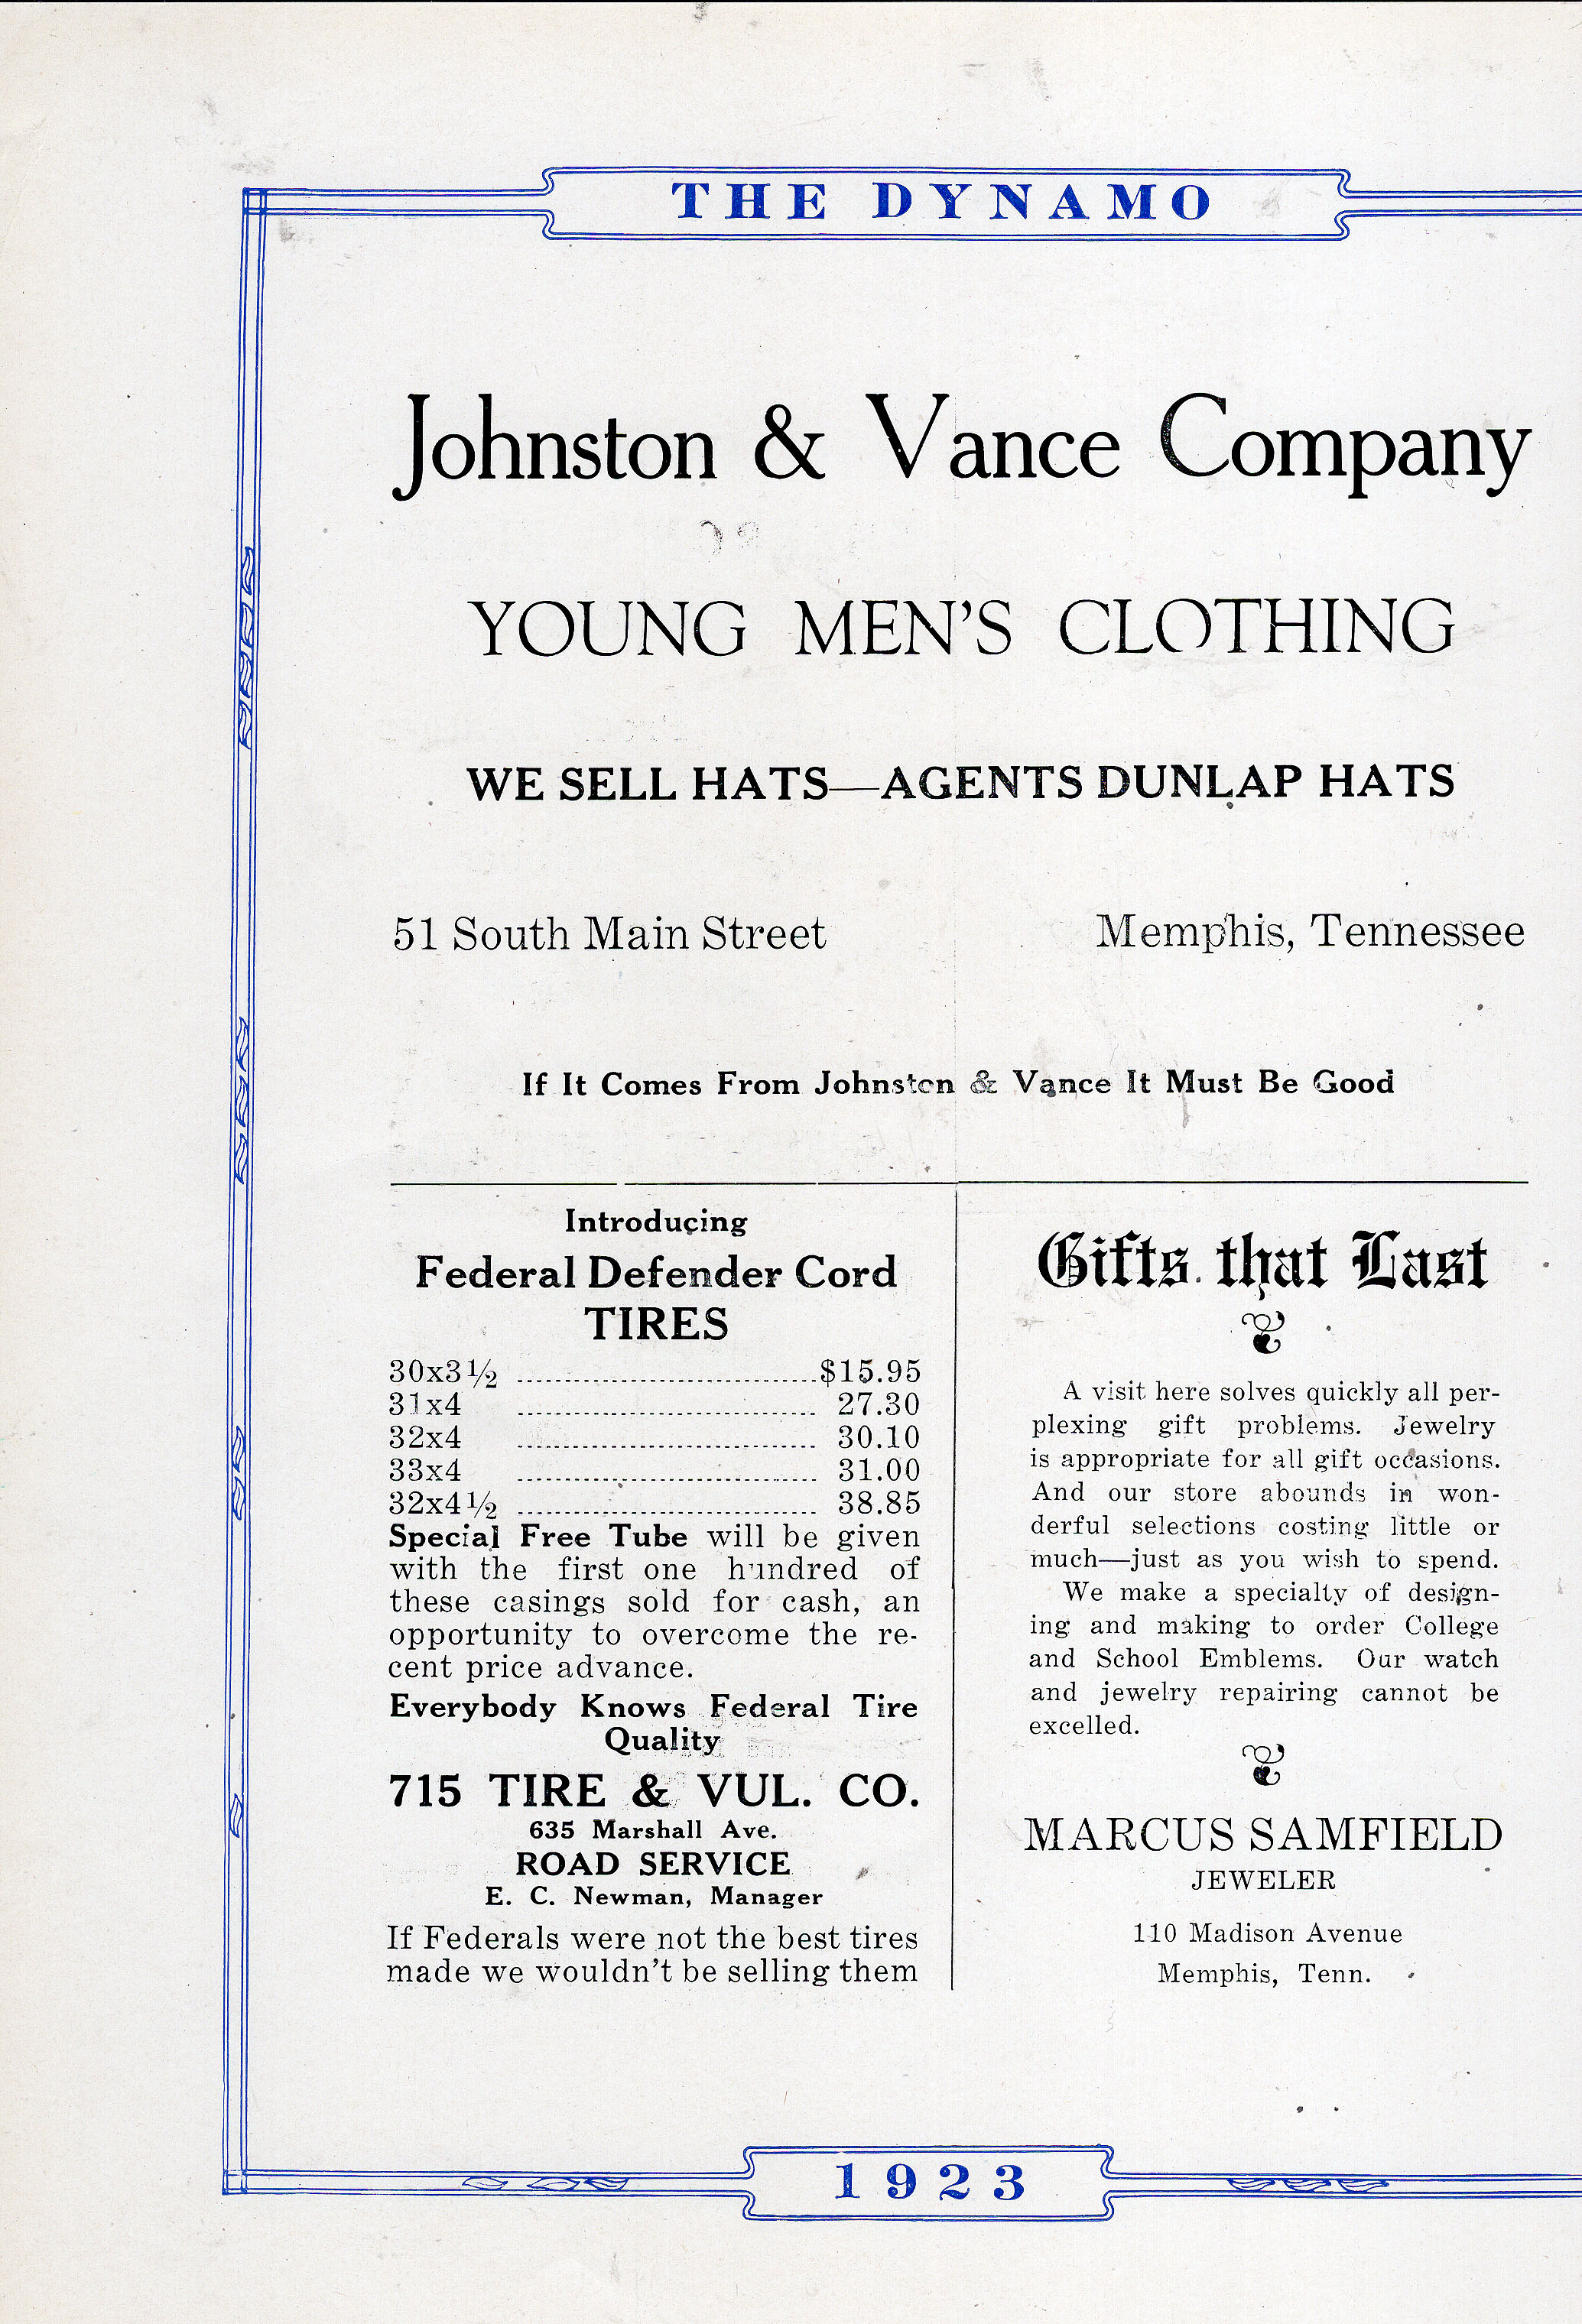 THE DYNAMO
Johnston & Vance Company
YOUNG MEN'S CLOTHING
WE SELL HATS—AGENTS DUNLAP HATS
51 South Main Street Memphis, Tennessee
If It Comes From Johnston & Vance It Must Be Good
Introducing
Federal Defender Cord
TIRES
30x3½ ..............................$15.95
31x4 .............................. 27.30
32x4 .............................. 30.10
33x4 .............................. 31.00
32x4½ .............................. 38.85
Special Free Tube will be given
with the first one hundred of
these casings sold for cash, an
opportunity to overcome the re-
cent price advance.
Everybody Knows Federal Tire
Quality
715 TIRE & VUL. CO.
635 Marshall Ave.
ROAD SERVICE
E. C. Newman, Manager
If Federals were not the best tires
made we wouldn't be selling them
Gifts that Last
A visit here solves quickly all per-
plexing gift problems. Jewelry
is appropriate for all gift occasions.
And our store abounds in won-
derful selections costing little or
much—just as you wish to spend.
We make a specialty of design-
ing and making to order College
and School Emblems. Our watch
and jewelry repairing cannot be
excelled.
MARCUS SAMFIELD
JEWELER
110 Madison Avenue
Memphis, Tenn.
1923